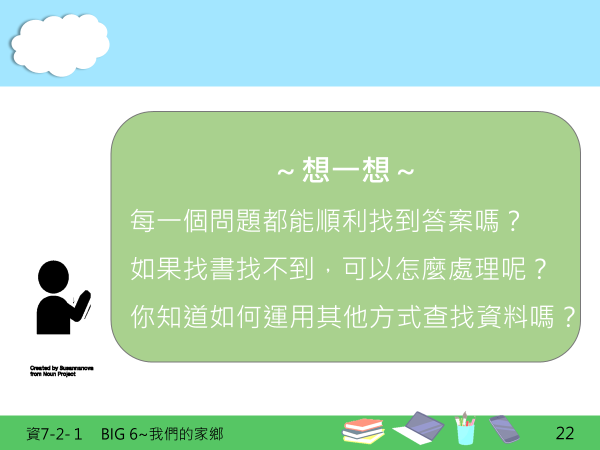 ～想一想～
每一個問題都能順利找到答案嗎？
如果找書找不到，可以怎麼處理呢？
你知道如何運用其他方式查找資料嗎？
Created by Susannanova
from Noun Project
資7-2-１　BIG 6~我們的家鄉
22